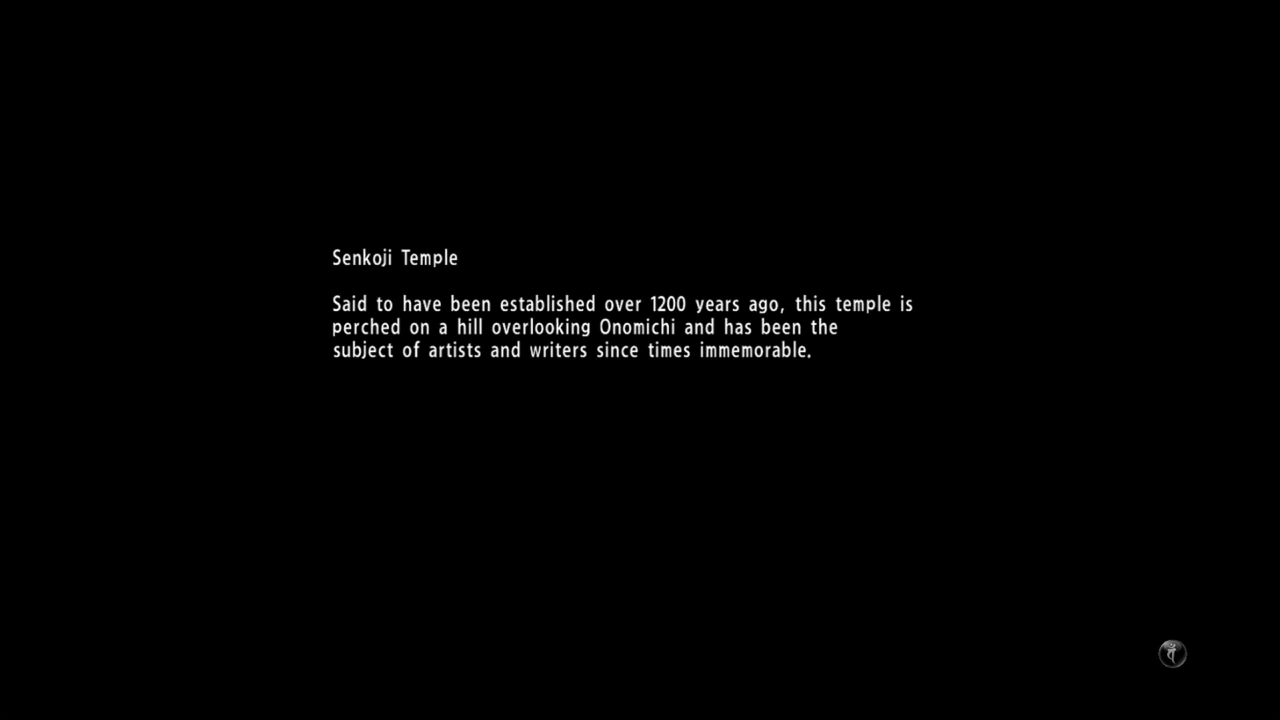 Senkoji Temple
Said to have been established over 1200 years ago, this temple is
perched on a hill overlooking Onomichi and has been the
subject of artists and writers since times immemorable.